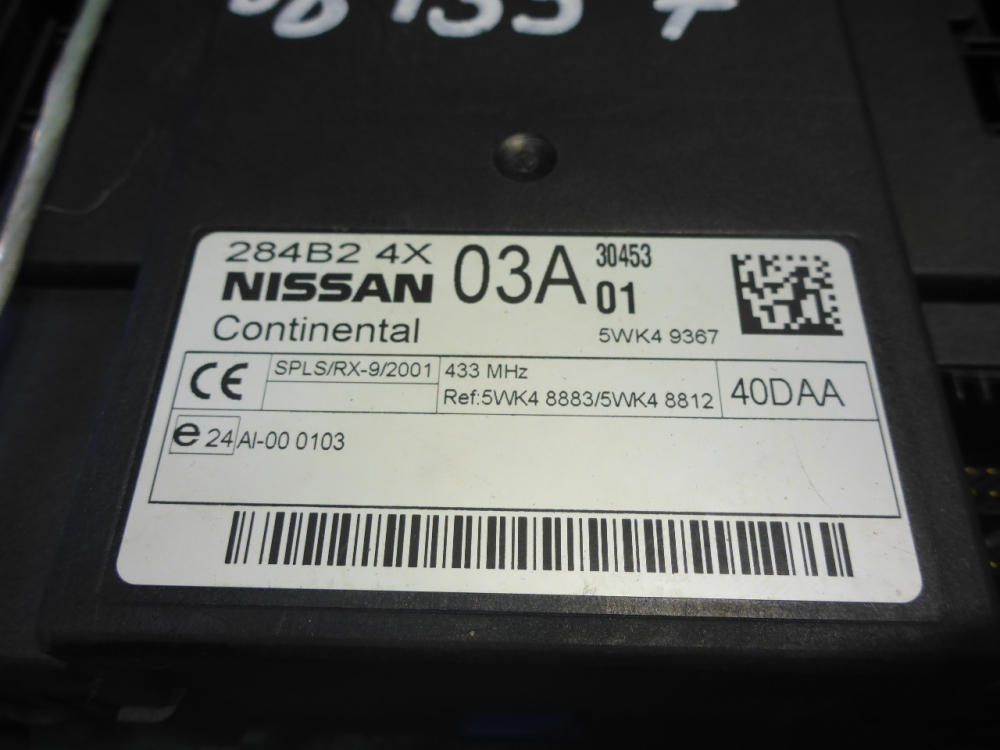 284B2 4X 03A 30453
NISSAN 01
Continental 5WK4 9367
CE SPLS/RX-9/2001 433 MHz
Ref:5WK4 8883/5WK4 8812 40DAA
e 24 AI-00 0103